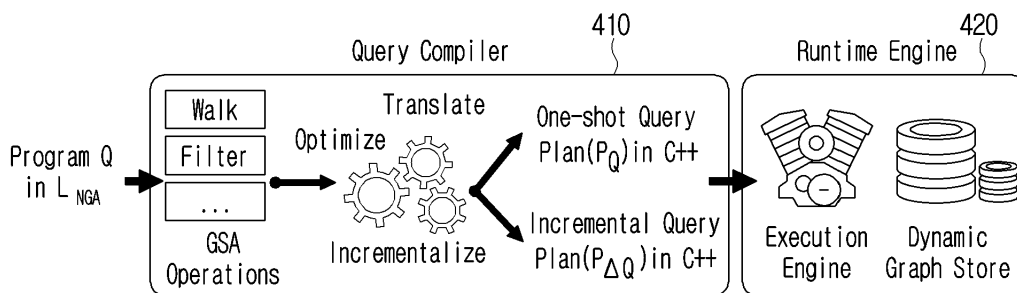 410
420
Query Compiler
Runtime Engine
Program Q
in L NGA
Walk
Filter
...
GSA
Operations
Translate
Optimize
Incrementalize
One-shot Query
Plan(PQ)in C++
Incremental Query
Plan(PΔQ)in C++
Execution
Engine
Dynamic
Graph Store